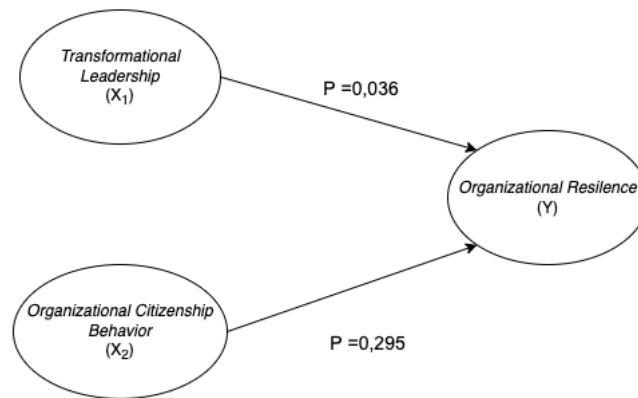 Transformational
Leadership
(X₁)
P =0,036
Organizational Resilence
(Y)
Organizational Citizenship
Behavior
(X₂)
P =0,295